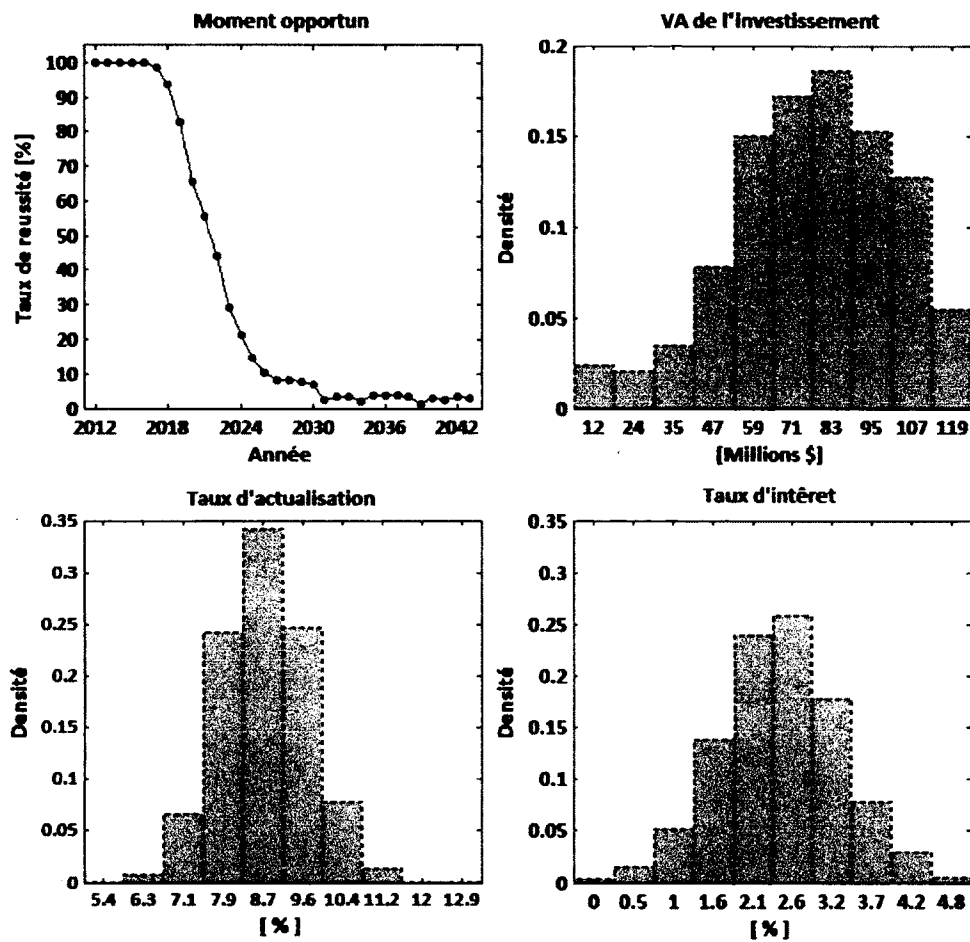 Moment opportun
Taux de reussité [%]
100
90
80
70
60
50
40
30
20
10
0
2012 2018 2024 2030 2036 2042
Année
VA de l'investissement
Densité
0.2
0.15
0.1
0.05
0
12 24 35 47 59 71 83 95 107 119
[Millions $]
Taux d'actualisation
Densité
0.35
0.3
0.25
0.2
0.15
0.1
0.05
0
5.4 6.3 7.1 7.9 8.7 9.6 10.4 11.2 12 12.9
[ % ]
Taux d'intêret
Densité
0.35
0.3
0.25
0.2
0.15
0.1
0.05
0
0 0.5 1 1.6 2.1 2.6 3.2 3.7 4.2 4.8
[ % ]